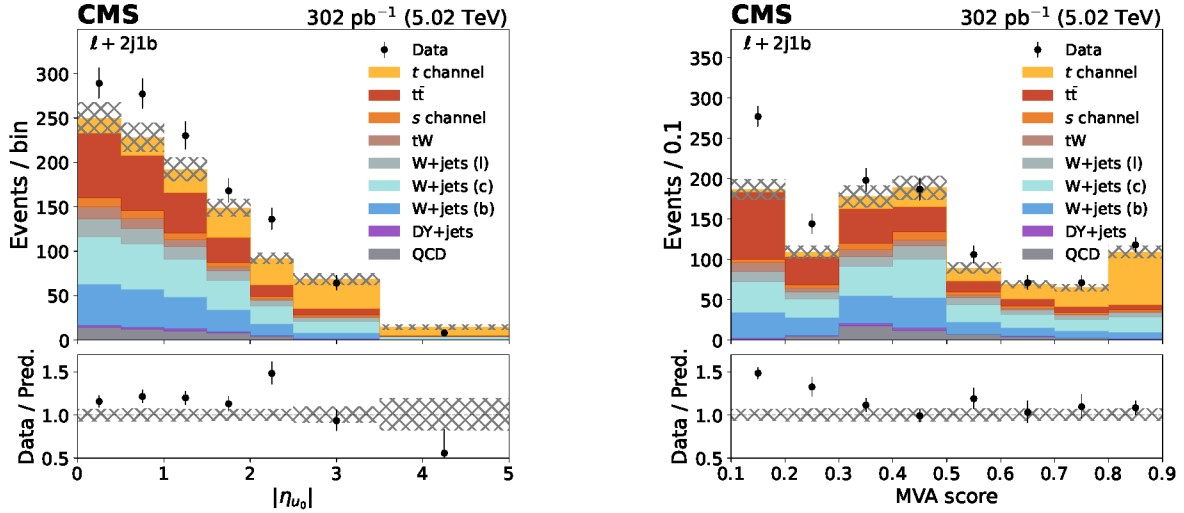 CMS 302 pb⁻¹ (5.02 TeV)
ℓ + 2j1b
Data
t channel
tt̄
s channel
tW
W+jets (l)
W+jets (c)
W+jets (b)
DY+jets
QCD
Events / bin
300
250
200
150
100
50
0
Data / Pred.
1.5
1.0
0.5
0 1 2 3 4 5
|ηu₀|
CMS 302 pb⁻¹ (5.02 TeV)
ℓ + 2j1b
Data
t channel
tt̄
s channel
tW
W+jets (l)
W+jets (c)
W+jets (b)
DY+jets
QCD
Events / 0.1
350
300
250
200
150
100
50
0
Data / Pred.
1.5
1.0
0.5
0.1 0.2 0.3 0.4 0.5 0.6 0.7 0.8 0.9
MVA score